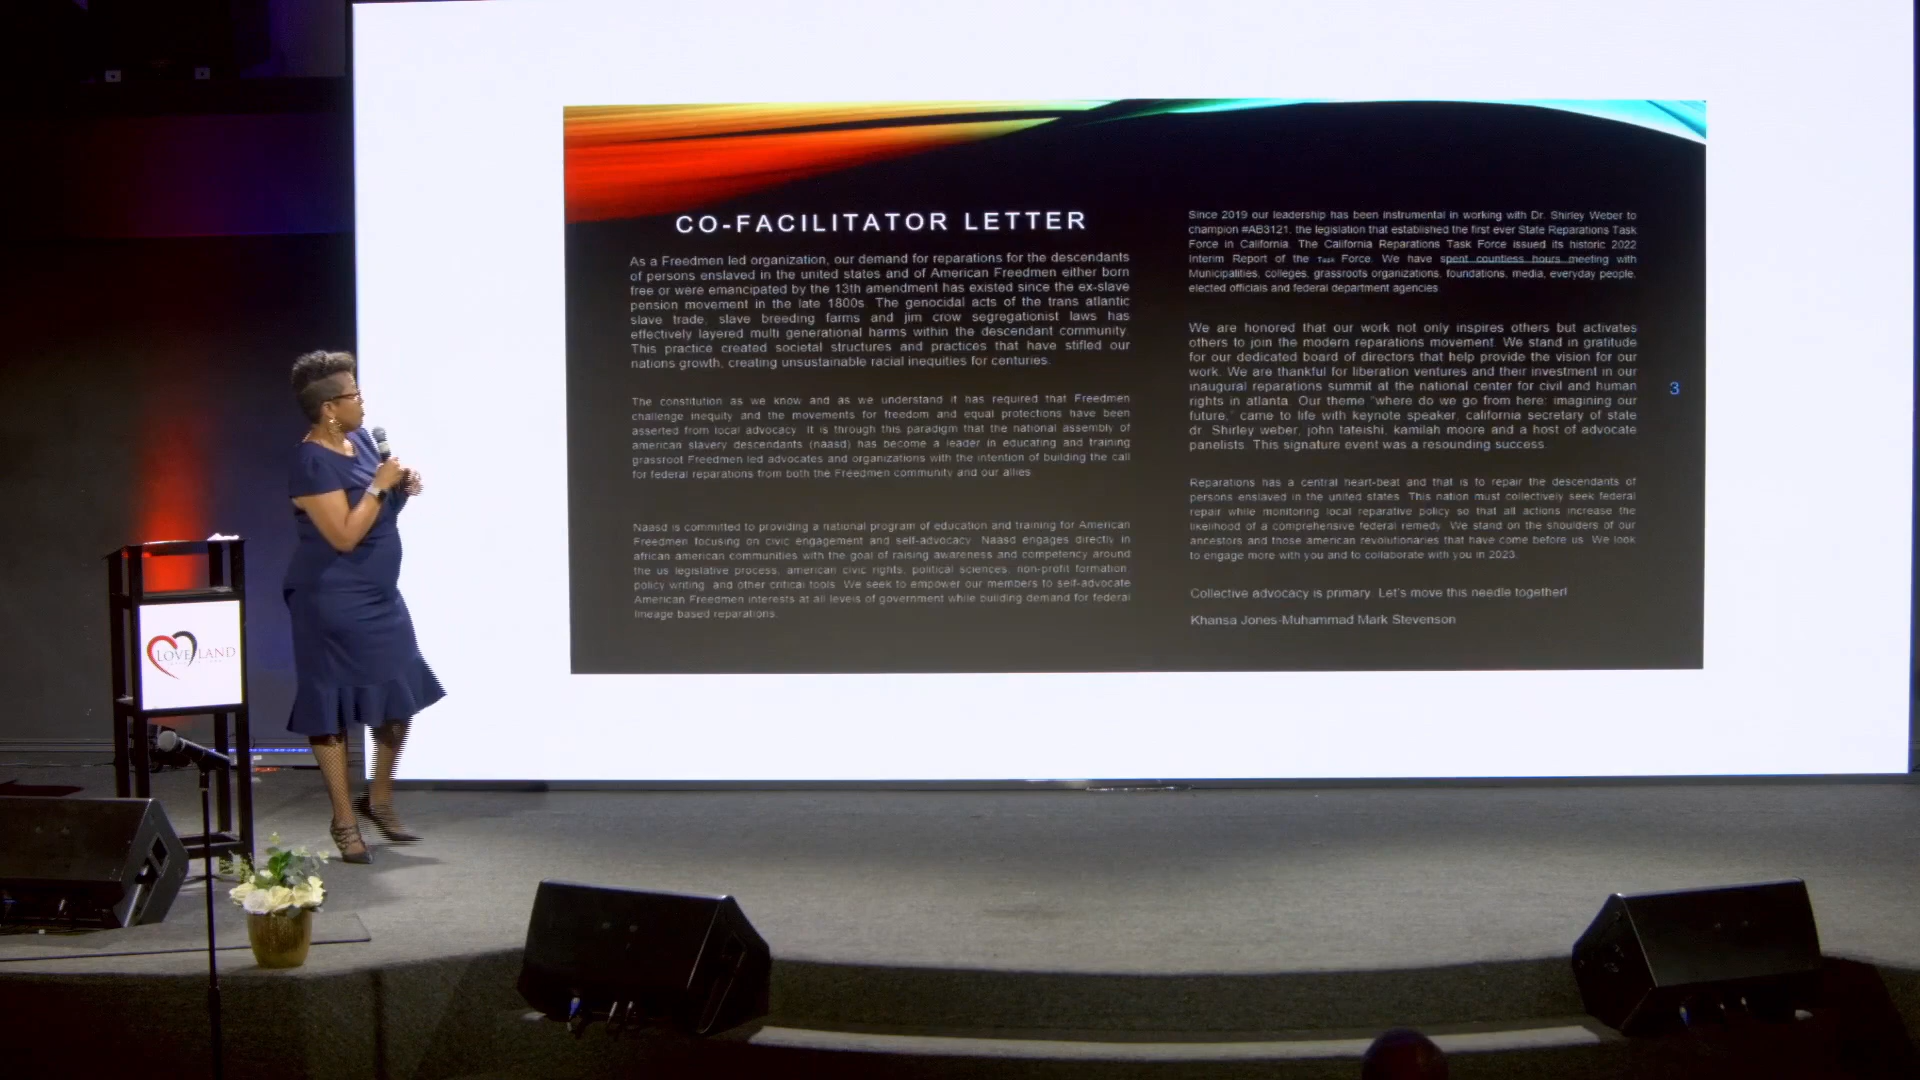 CO-FACILITATOR LETTER
As a Freedmen led organization, our demand for reparations for the descendants
of persons enslaved in the united states and of American Freedmen either born
free or were emancipated by the 13th amendment has existed since the ex-slave
pension movement in the late 1800s. The genocidal acts of the trans atlantic
slave trade, slave breeding farms and jim crow segregationist laws has
effectively layered multi generational harms within the descendant community.
This practice created societal structures and practices that have stifled our
nations growth, creating unsustainable racial inequities for centuries.
The constitution as we know and as we understand it has required that Freedmen
challenge inequity and the movements for freedom and equal protections have been
asserted from local advocacy. It is through this paradigm that the national assembly of
american slavery descendants (naasd) has become a leader in educating and training
grassroot Freedmen led advocates and organizations with the intention of building the call
for federal reparations from both the Freedmen community and our allies.
Naasd is committed to providing a national program of education and training for American
Freedmen focusing on civic engagement and self-advocacy. Naasd engages directly in
african american communities with the goal of raising awareness and competency around
the us legislative process, american civic rights, political sciences, non-profit formation,
policy writing, and other critical tools. We seek to empower our members to self-advocate
American Freedmen interests at all levels of government while building demand for federal
lineage based reparations.
Since 2019 our leadership has been instrumental in working with Dr. Shirley Weber to
champion #AB3121, the legislation that established the first ever State Reparations Task
Force in California. The California Reparations Task Force issued its historic 2022
Interim Report of the Task Force. We have spent countless hours meeting with
Municipalities, colleges, grassroots organizations, foundations, media, everyday people,
elected officials and federal department agencies.
We are honored that our work not only inspires others but activates
others to join the modern reparations movement. We stand in gratitude
for our dedicated board of directors that help provide the vision for our
work. We are thankful for liberation ventures and their investment in our
inaugural reparations summit at the national center for civil and human
rights in atlanta. Our theme "where do we go from here: imagining our
future," came to life with keynote speaker, california secretary of state
dr. Shirley weber, john tateishi, kamilah moore and a host of advocate
panelists. This signature event was a resounding success.
Reparations has a central heart-beat and that is to repair the descendants of
persons enslaved in the united states. This nation must collectively seek federal
repair while monitoring local reparative policy so that all actions increase the
likelihood of a comprehensive federal remedy. We stand on the shoulders of our
ancestors and those american revolutionaries that have come before us. We look
to engage more with you and to collaborate with you in 2023.
Collective advocacy is primary. Let's move this needle together!
Khansa Jones-Muhammad Mark Stevenson
3
LOVE LAND